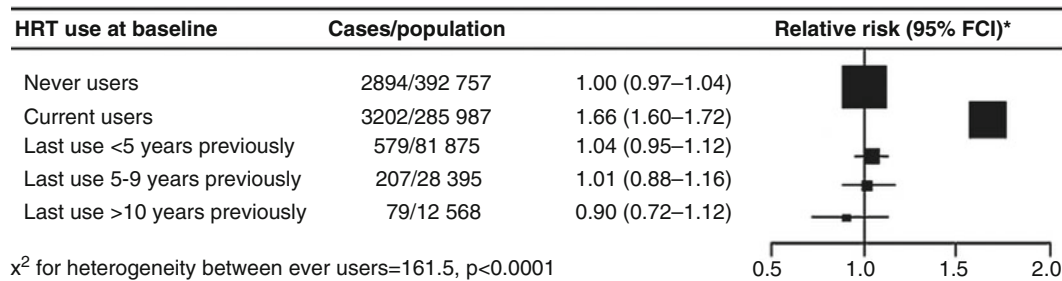 HRT use at baseline Cases/population Relative risk (95% FCI)*
Never users 2894/392 757 1.00 (0.97–1.04)
Current users 3202/285 987 1.66 (1.60–1.72)
Last use <5 years previously 579/81 875 1.04 (0.95–1.12)
Last use 5-9 years previously 207/28 395 1.01 (0.88–1.16)
Last use >10 years previously 79/12 568 0.90 (0.72–1.12)
x² for heterogeneity between ever users=161.5, p<0.0001
0.5 1.0 1.5 2.0